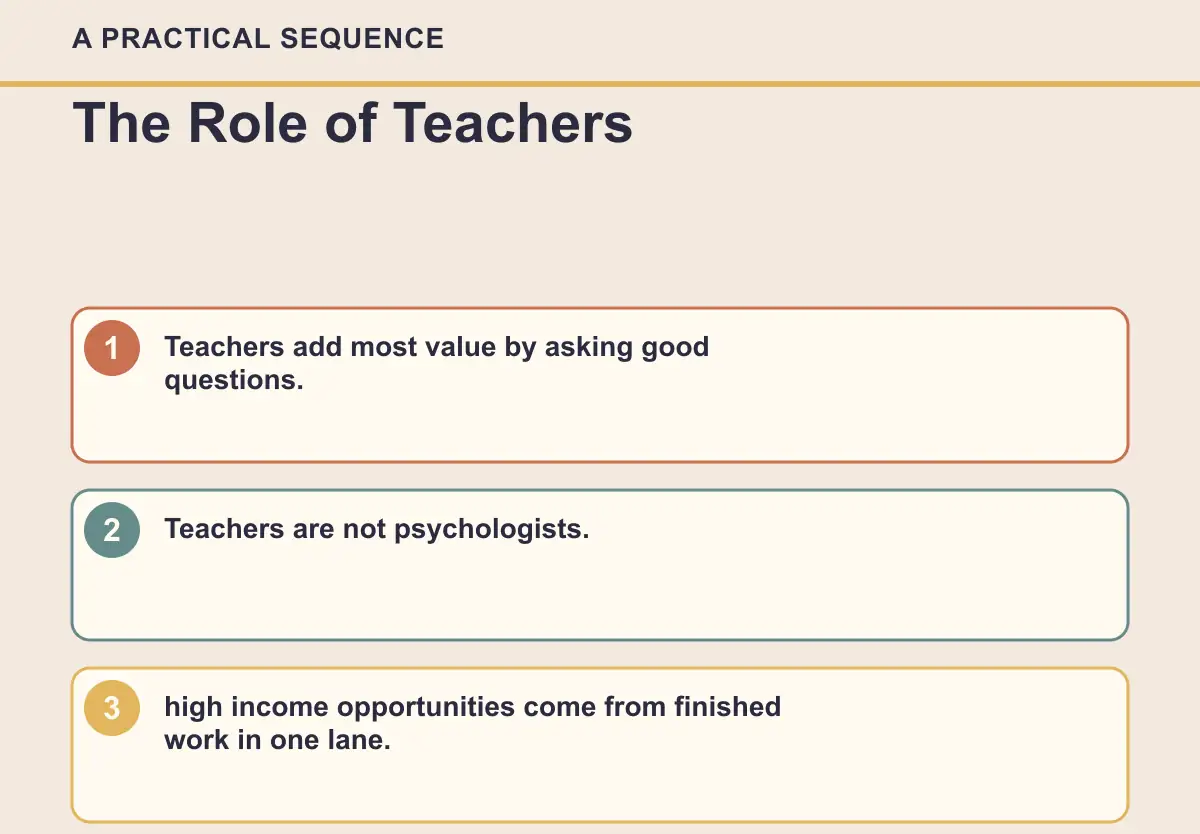 A PRACTICAL SEQUENCE
The Role of Teachers
1
Teachers add most value by asking good
questions.
2
Teachers are not psychologists.
3
high income opportunities come from finished
work in one lane.